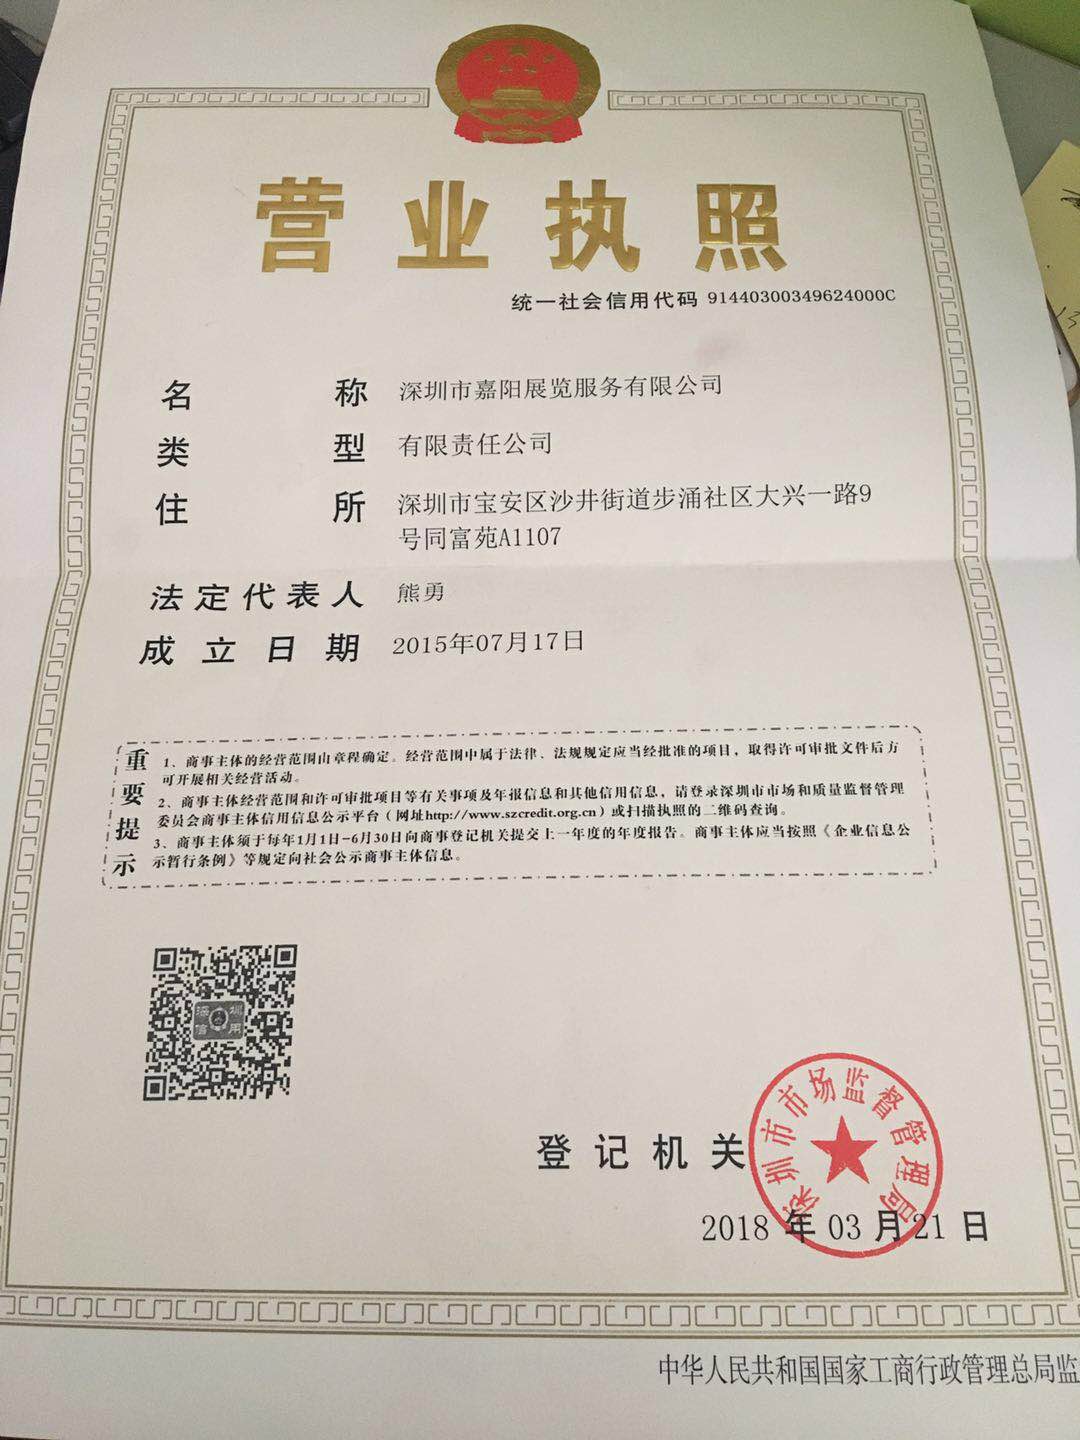 营业执照
统一社会信用代码 91440300349624000C
名称 深圳市嘉阳展览服务有限公司
类型 有限责任公司
住所 深圳市宝安区沙井街道步涌社区大兴一路9
号同富苑A1107
法定代表人 熊勇
成立日期 2015年07月17日
重要提示
1、商事主体的经营范围由章程确定。经营范围中属于法律、法规规定应当经批准的项目，取得许可审批文件后方
可开展相关经营活动。
2、商事主体经营范围和许可审批项目等有关事项及年报信息和其他信用信息，请登录深圳市市场和质量监督管理
委员会商事主体信用信息公示平台（网址http://www.szcredit.org.cn）或扫描执照的二维码查询。
3、商事主体须于每年1月1日-6月30日向商事登记机关提交上一年度的年度报告。商事主体应当按照《企业信息公
示暂行条例》等规定向社会公示商事主体信息。
深圳
信用
登记机关
深圳市市场监督管理局
2018年03月21日
中华人民共和国国家工商行政管理总局监